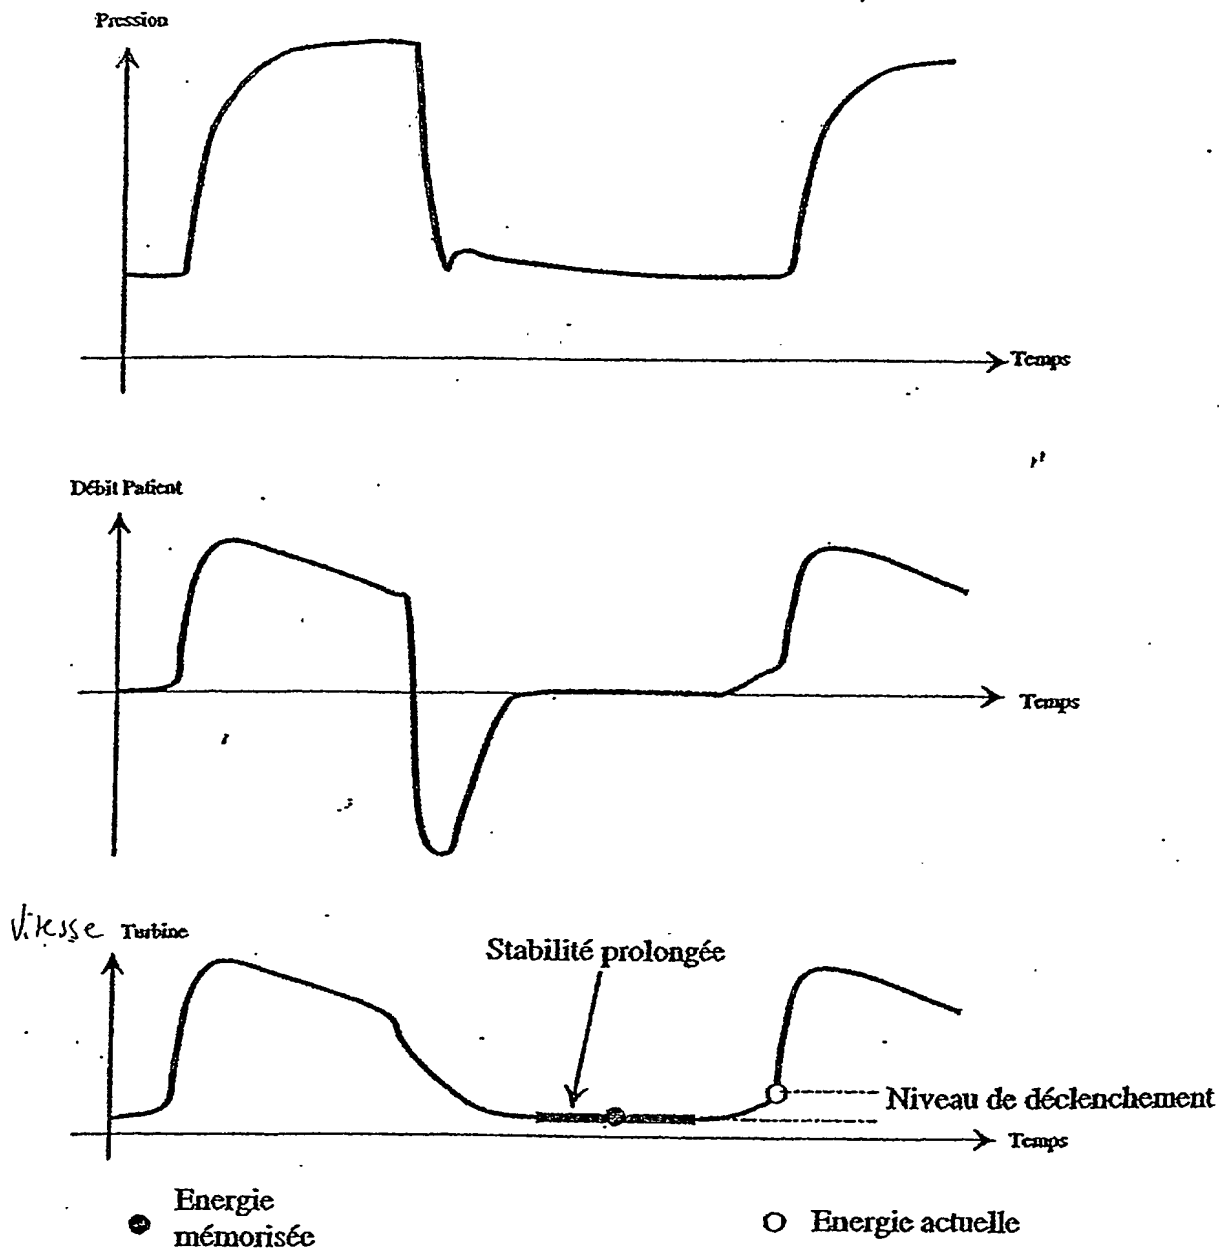 Pression
Temps
Débit Patient
Temps
Vitesse Turbine
Stabilité prolongée
Niveau de déclenchement
Temps
Energie
mémorisée
Energie actuelle